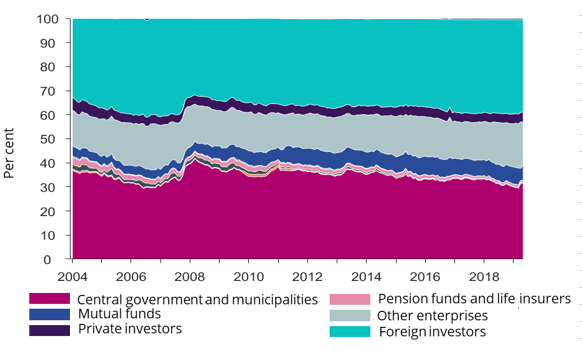 100
90
80
70
60
50
40
30
20
10
0
Per cent
2004 2006 2008 2010 2012 2014 2016 2018
Central government and municipalities
Mutual funds
Private investors
Pension funds and life insurers
Other enterprises
Foreign investors